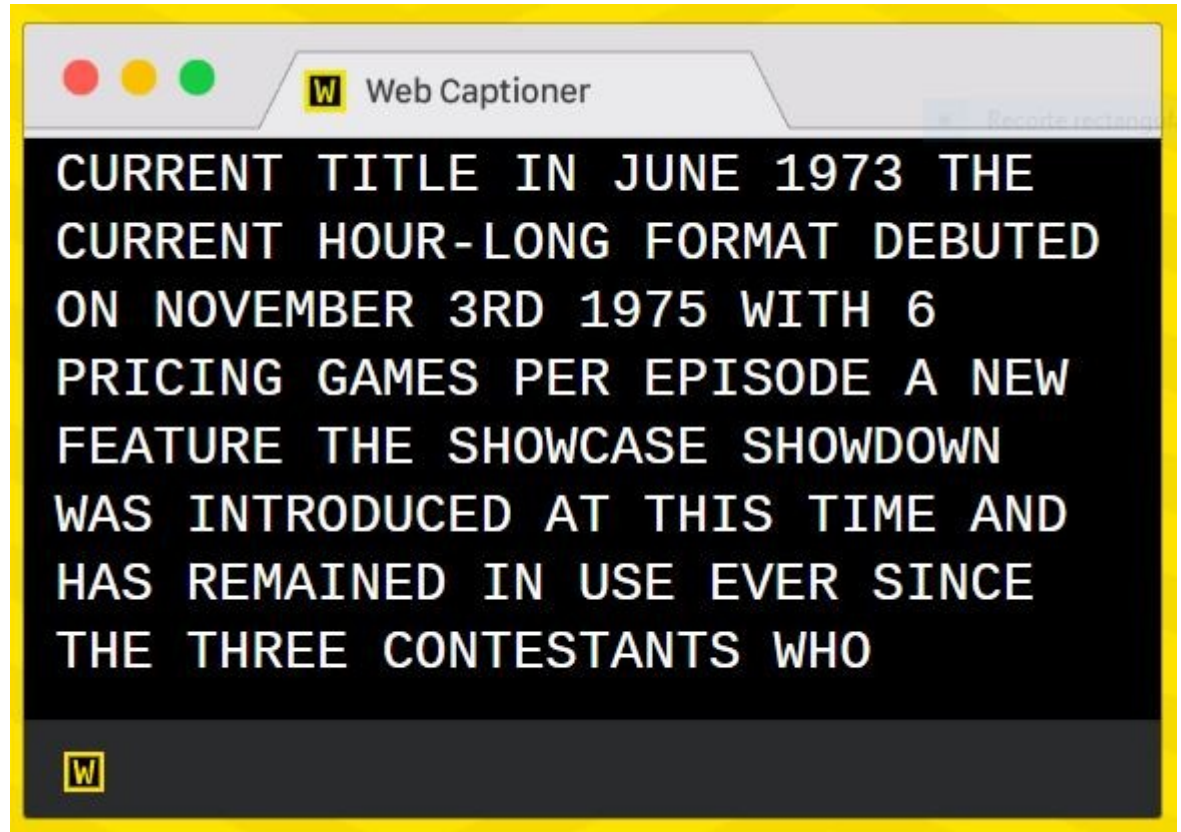 W Web Captioner
Recorte rectangul
CURRENT TITLE IN JUNE 1973 THE
CURRENT HOUR-LONG FORMAT DEBUTED
ON NOVEMBER 3RD 1975 WITH 6
PRICING GAMES PER EPISODE A NEW
FEATURE THE SHOWCASE SHOWDOWN
WAS INTRODUCED AT THIS TIME AND
HAS REMAINED IN USE EVER SINCE
THE THREE CONTESTANTS WHO
W